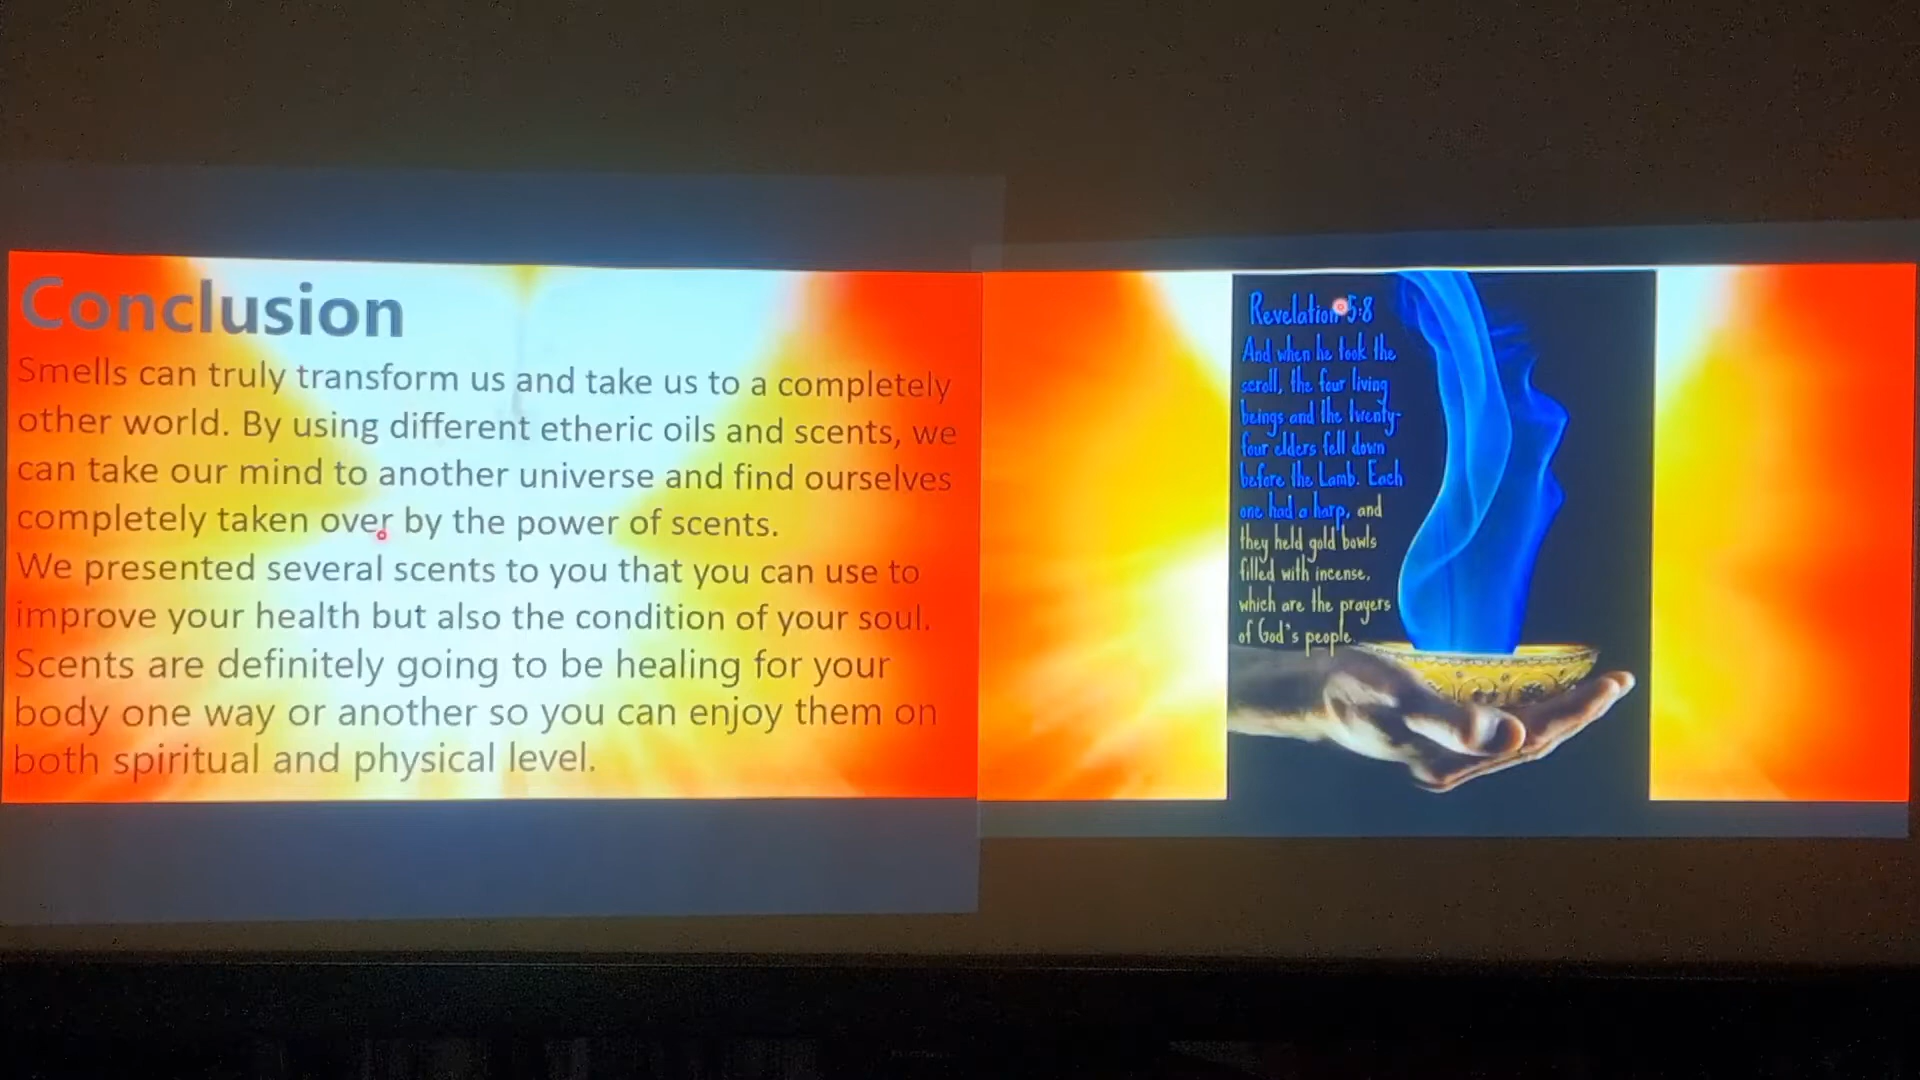 Conclusion
Smells can truly transform us and take us to a completely
other world. By using different etheric oils and scents, we
can take our mind to another universe and find ourselves
completely taken over by the power of scents.
We presented several scents to you that you can use to
improve your health but also the condition of your soul.
Scents are definitely going to be healing for your
body one way or another so you can enjoy them on
both spiritual and physical level.
Revelation 5:8
And when he took the
scroll, the four living
beings and the twenty-
four elders fell down
before the Lamb. Each
one had a harp, and
they held gold bowls
filled with incense,
which are the prayers
of God's people.